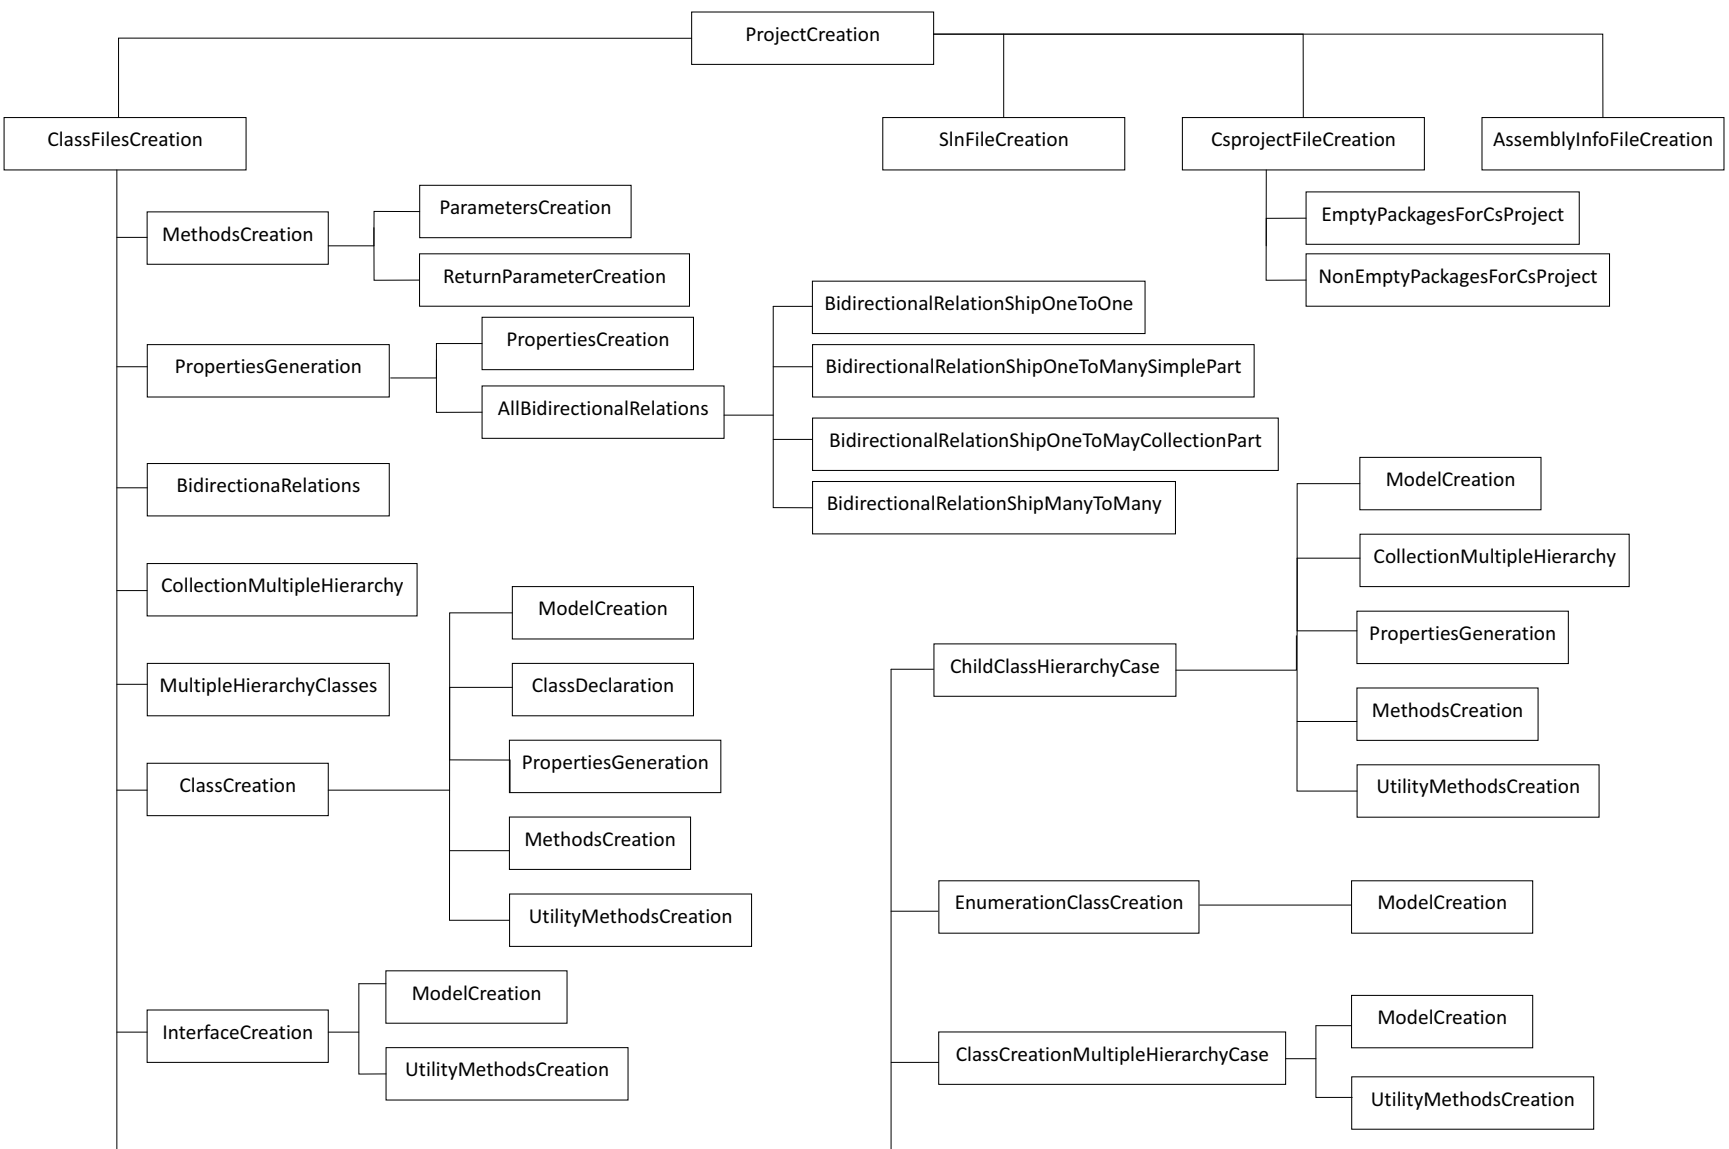 ProjectCreation
ClassFilesCreation
SlnFileCreation
CsprojectFileCreation
AssemblyInfoFileCreation
MethodsCreation
ParametersCreation
ReturnParameterCreation
EmptyPackagesForCsProject
NonEmptyPackagesForCsProject
PropertiesGeneration
PropertiesCreation
AllBidirectionalRelations
BidirectionalRelationShipOneToOne
BidirectionalRelationShipOneToManySimplePart
BidirectionalRelationShipOneToMayCollectionPart
BidirectionalRelationShipManyToMany
BidirectionaRelations
CollectionMultipleHierarchy
MultipleHierarchyClasses
ClassCreation
ModelCreation
ClassDeclaration
PropertiesGeneration
MethodsCreation
UtilityMethodsCreation
InterfaceCreation
ModelCreation
UtilityMethodsCreation
ChildClassHierarchyCase
ModelCreation
CollectionMultipleHierarchy
PropertiesGeneration
MethodsCreation
UtilityMethodsCreation
EnumerationClassCreation
ModelCreation
ClassCreationMultipleHierarchyCase
ModelCreation
UtilityMethodsCreation